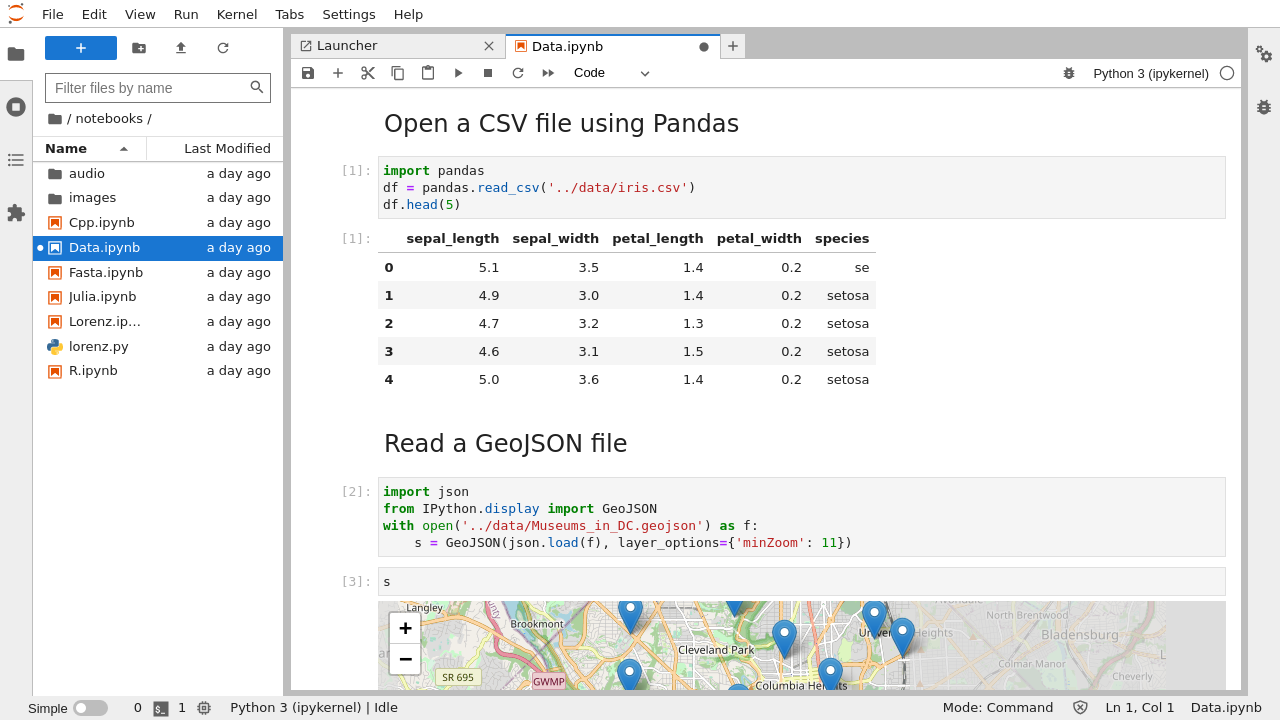 File Edit View Run Kernel Tabs Settings Help
Launcher
Data.ipynb
Code
Python 3 (ipykernel)
Filter files by name
/ notebooks /
Name Last Modified
audio a day ago
images a day ago
Cpp.ipynb a day ago
Data.ipynb a day ago
Fasta.ipynb a day ago
Julia.ipynb a day ago
Lorenz.ip... a day ago
lorenz.py a day ago
R.ipynb a day ago
Open a CSV file using Pandas
[1]: import pandas
df = pandas.read_csv('../data/iris.csv')
df.head(5)
[1]: sepal_length sepal_width petal_length petal_width species
0 5.1 3.5 1.4 0.2 se
1 4.9 3.0 1.4 0.2 setosa
2 4.7 3.2 1.3 0.2 setosa
3 4.6 3.1 1.5 0.2 setosa
4 5.0 3.6 1.4 0.2 setosa
Read a GeoJSON file
[2]: import json
from IPython.display import GeoJSON
with open('../data/Museums_in_DC.geojson') as f:
s = GeoJSON(json.load(f), layer_options={'minZoom': 11})
[3]: s
+
−
Langley
Brookmont
Cleveland Park
Columbia Heights
SR 695
GWMP
North Brentwood
Bladensburg
Colmar Manor
Cheverly
Simple 0 1 Python 3 (ipykernel) | Idle Mode: Command Ln 1, Col 1 Data.ipynb